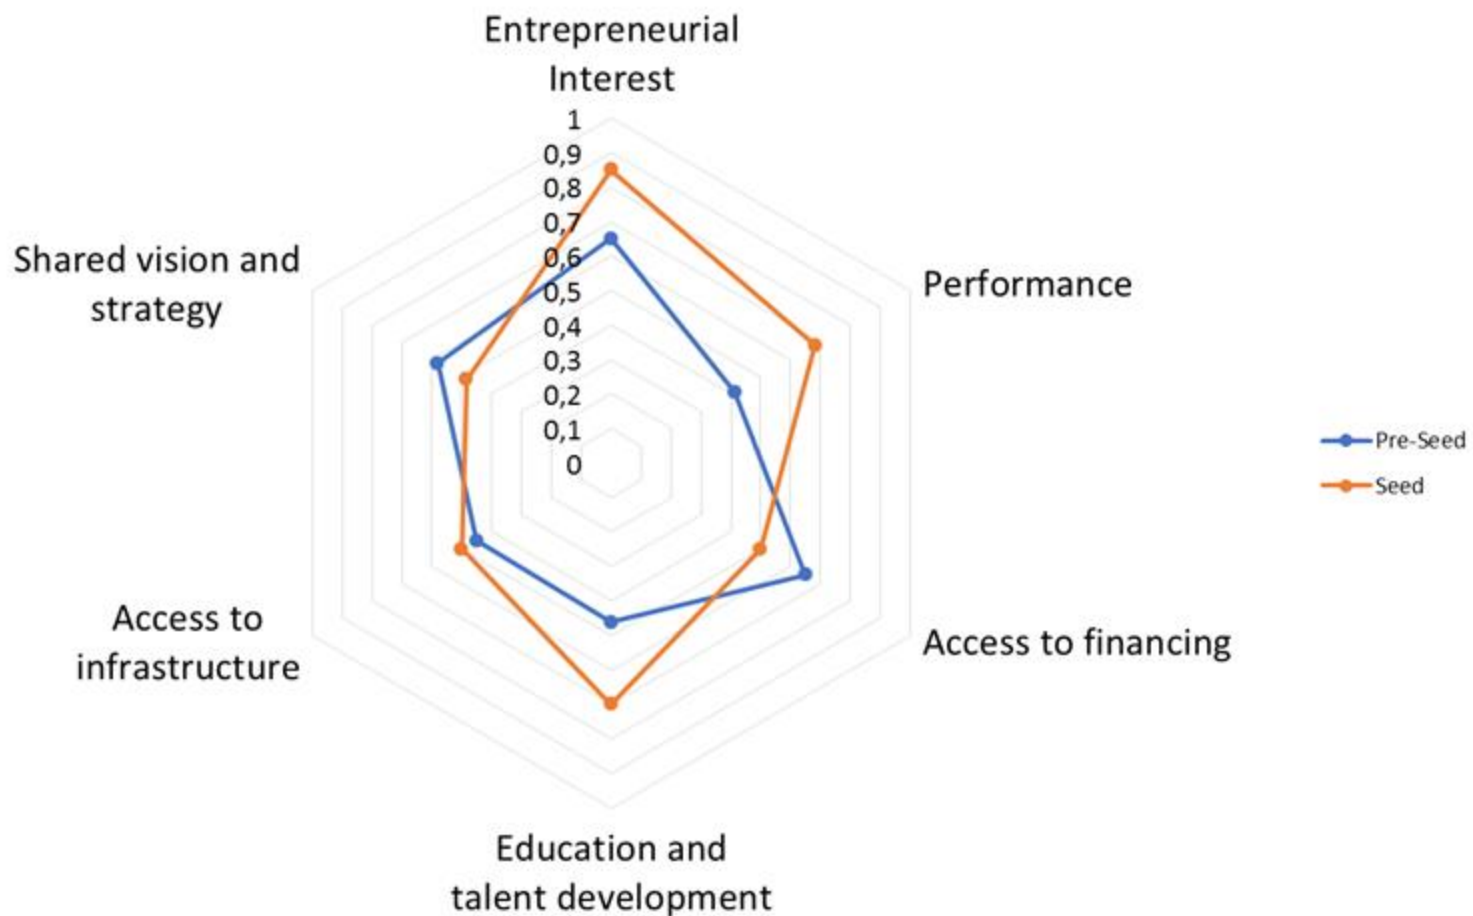 Entrepreneurial
Interest
1
0,9
0,8
0,7
0,6
0,5
0,4
0,3
0,2
0,1
0
Shared vision and
strategy
Performance
Pre-Seed
Seed
Access to
infrastructure
Access to financing
Education and
talent development